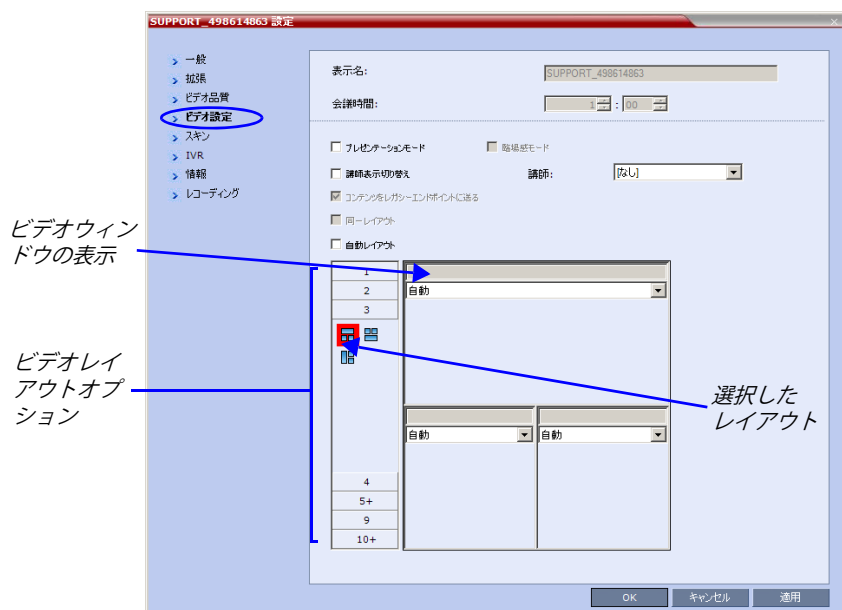 SUPPORT_498614863 設定
一般
拡張
ビデオ品質
ビデオ設定
スキン
IVR
情報
レコーディング
表示名:
SUPPORT_498614863
会議時間:
1 : 00
プレゼンテーションモード
臨場感モード
講師表示切り替え
講師:
[なし]
コンテンツをレガシーエンドポイントに送る
同一レイアウト
自動レイアウト
ビデオウィン
ドウの表示
1
2
3
自動
ビデオレイ
アウトオプ
ション
選択した
レイアウト
自動
自動
4
5+
9
10+
OK
キャンセル
適用